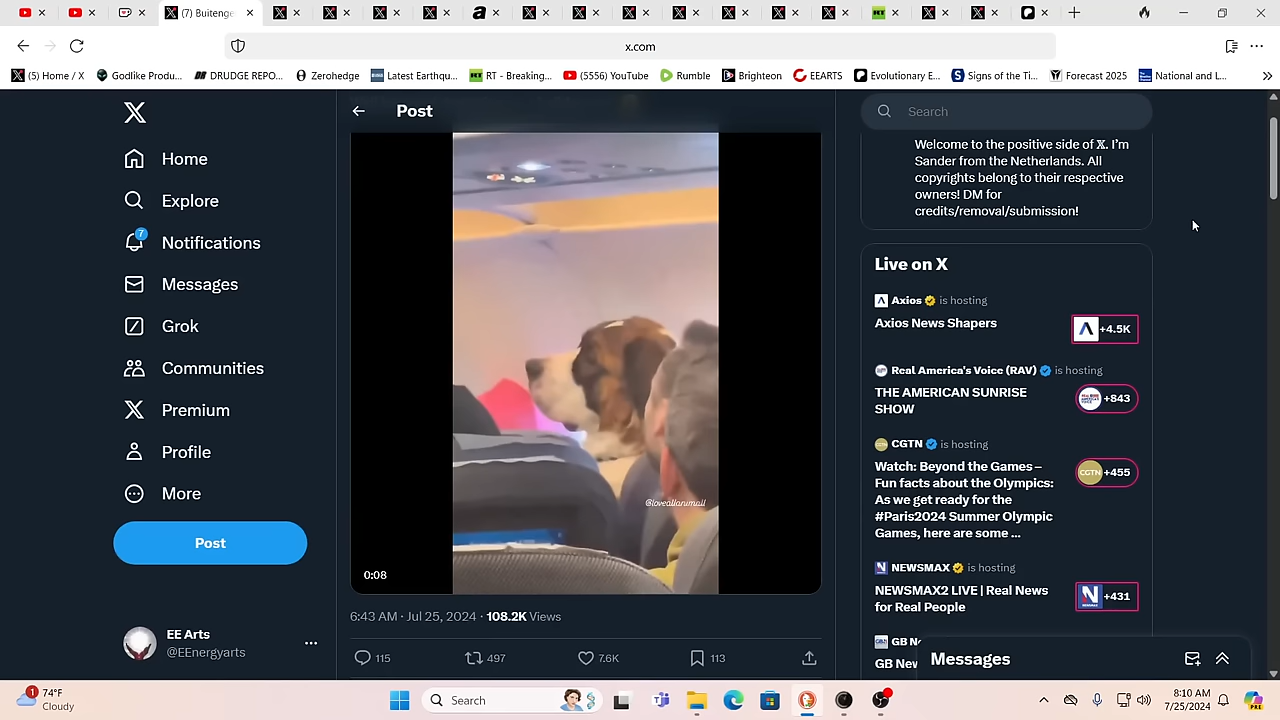 (7) Buitenge
x.com
(5) Home / X
Godlike Produ...
DRUDGE REPO...
Zerohedge
Latest Earthqu...
RT - Breaking...
(5556) YouTube
Rumble
Brighteon
EEARTS
Evolutionary E...
Signs of the Ti...
Forecast 2025
National and L...
Home
Explore
7
Notifications
Messages
Grok
Communities
Premium
Profile
More
Post
EE Arts
@EEnergyarts
Post
@loveallanimall
0:08
6:43 AM · Jul 25, 2024 · 108.2K Views
115
497
7.6K
113
Search
Welcome to the positive side of 𝕏. I'm
Sander from the Netherlands. All
copyrights belong to their respective
owners! DM for
credits/removal/submission!
Live on X
Axios is hosting
Axios News Shapers
+4.5K
Real America's Voice (RAV) is hosting
THE AMERICAN SUNRISE
SHOW
+843
CGTN is hosting
Watch: Beyond the Games –
Fun facts about the Olympics:
As we get ready for the
#Paris2024 Summer Olympic
Games, here are some ...
CGTN +455
NEWSMAX is hosting
NEWSMAX2 LIVE | Real News
for Real People
+431
GB Ne
GB New
Messages
1
74°F
Cloudy
Search
8:10 AM
7/25/2024